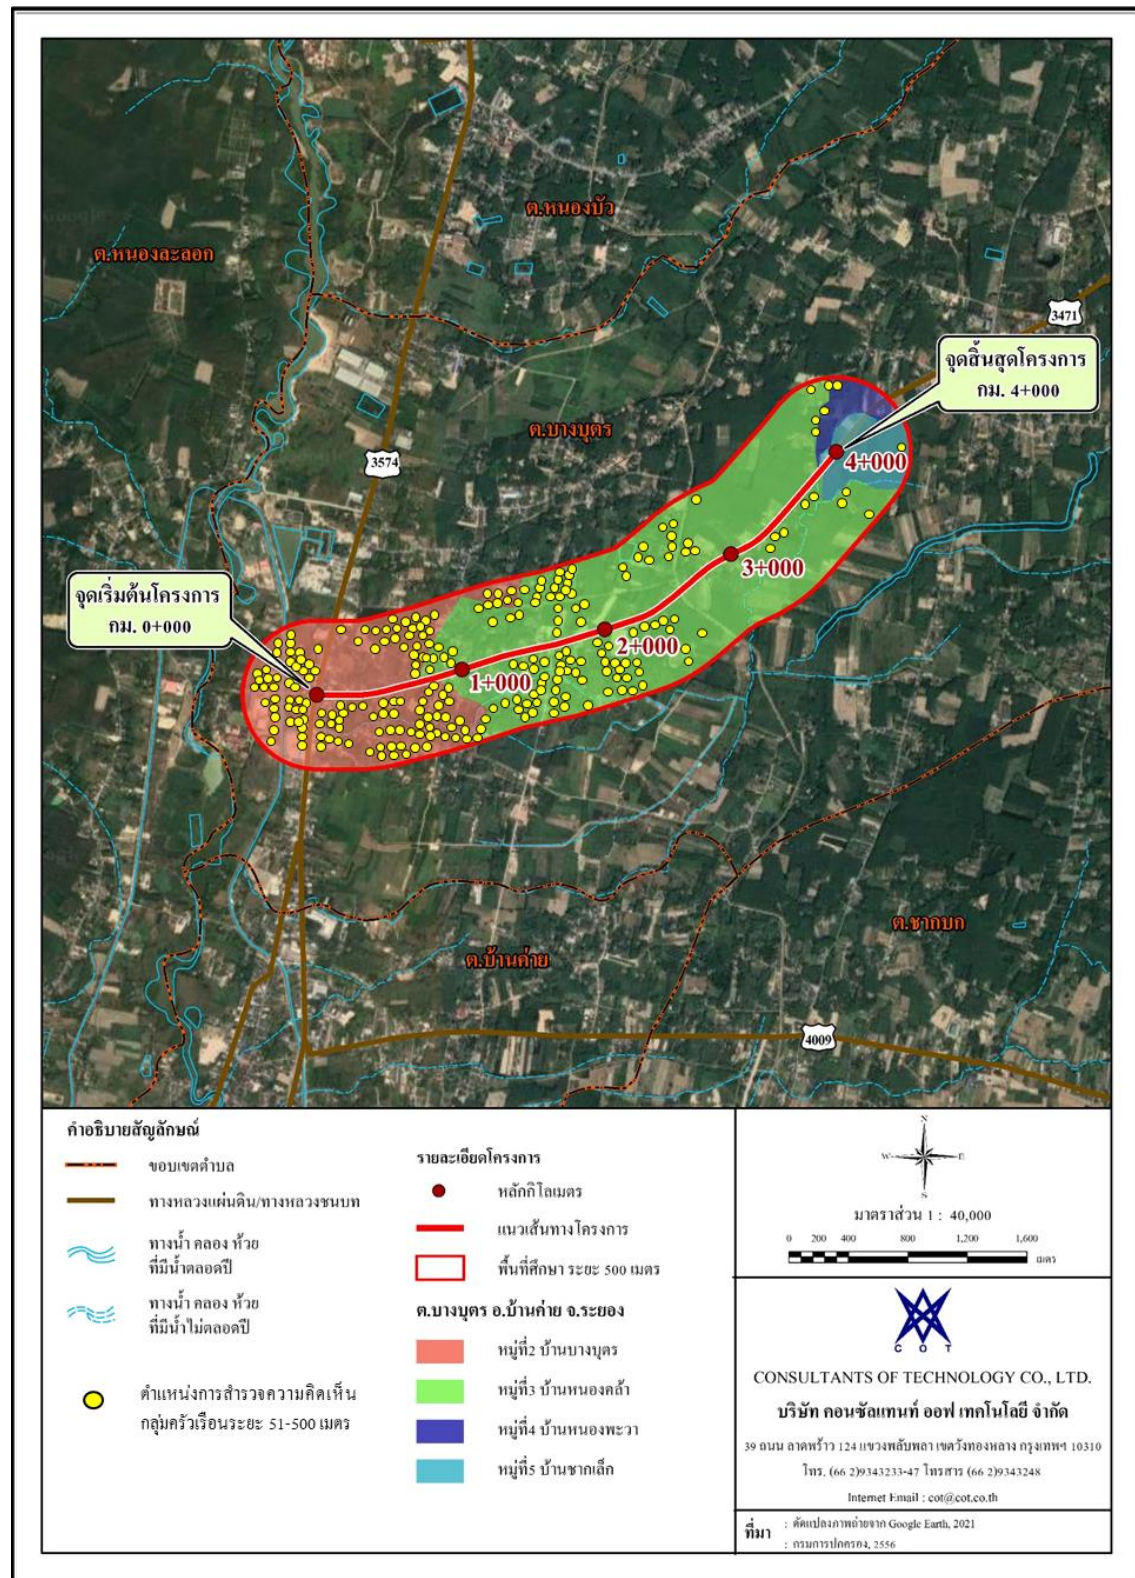 ต.หนองบัว
ต.หนองละลอก
3471
จุดสิ้นสุดโครงการ
กม. 4+000
ต.บางบุตร
3574
4+000
3+000
จุดเริ่มต้นโครงการ
กม. 0+000
2+000
1+000
ต.ชากบก
ต.บ้านค่าย
4009
คำอธิบายสัญลักษณ์
ขอบเขตตำบล
ทางหลวงแผ่นดิน/ทางหลวงชนบท
ทางน้ำ คลอง ห้วย
ที่มีน้ำตลอดปี
ทางน้ำ คลอง ห้วย
ที่มีน้ำไม่ตลอดปี
ตำแหน่งการสำรวจความคิดเห็น
กลุ่มครัวเรือนระยะ 51-500 เมตร
รายละเอียดโครงการ
หลักกิโลเมตร
แนวเส้นทางโครงการ
พื้นที่ศึกษา ระยะ 500 เมตร
ต.บางบุตร อ.บ้านค่าย จ.ระยอง
หมู่ที่2 บ้านบางบุตร
หมู่ที่3 บ้านหนองคล้า
หมู่ที่4 บ้านหนองพะวา
หมู่ที่5 บ้านชากเล็ก
N
W E
S
มาตราส่วน 1 : 40,000
0 200 400 800 1,200 1,600
เมตร
C O T
CONSULTANTS OF TECHNOLOGY CO., LTD.
บริษัท คอนซัลแทนท์ ออฟ เทคโนโลยี จำกัด
39 ถนน ลาดพร้าว 124 แขวงพลับพลา เขตวังทองหลาง กรุงเทพฯ 10310
โทร. (66 2)9343233-47 โทรสาร (66 2)9343248
Internet Email : cot@cot.co.th
ที่มา : ดัดแปลงภาพถ่ายจาก Google Earth, 2021
: กรมการปกครอง, 2556